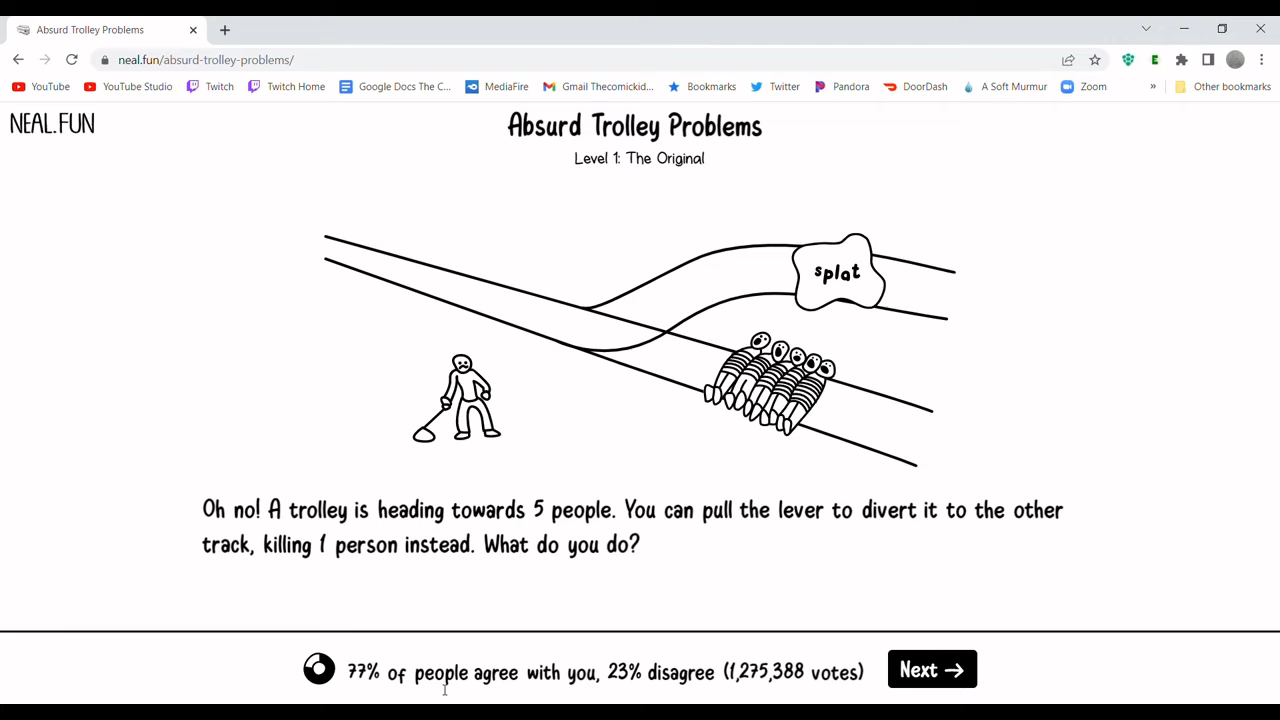 Absurd Trolley Problems
neal.fun/absurd-trolley-problems/
YouTube YouTube Studio Twitch Twitch Home Google Docs The C... MediaFire Gmail Thecomickid... Bookmarks Twitter Pandora DoorDash A Soft Murmur Zoom » Other bookmarks
NEAL.FUN
Absurd Trolley Problems
Level 1: The Original
splat
Oh no! A trolley is heading towards 5 people. You can pull the lever to divert it to the other
track, killing 1 person instead. What do you do?
77% of people agree with you, 23% disagree (1,275,388 votes)
Next →